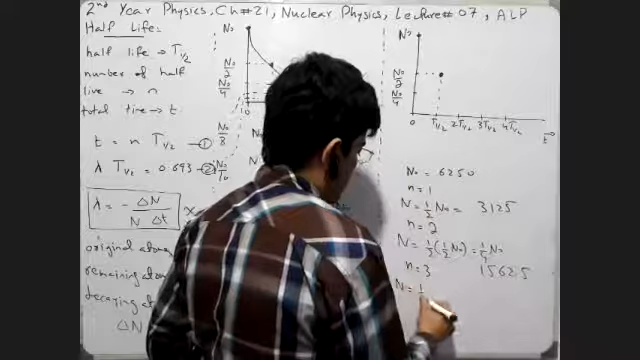 2nd Year Physics, Ch#21, Nuclear Physics, Lecture# 07, ALP
Half Life:
half life → T1/2
number of half
live → n
total time → t
t = n T1/2 — ①
λ T1/2 = 0.693 — ②
λ = - ΔN / N Δt
original atoms
remaining atoms
decaying at
ΔN
N₀
N₀/2
N₀/4
N₀/8
0
N₀
N₀/2
N₀/4
0 T1/2 2T1/2 3T1/2 4T1/2 t
N₀ = 6250
n = 1
N = 1/2 N₀ = 3125
n = 2
N = 1/2 (1/2 N₀) = 1/4 N₀
n = 3 1562.5
N = 1